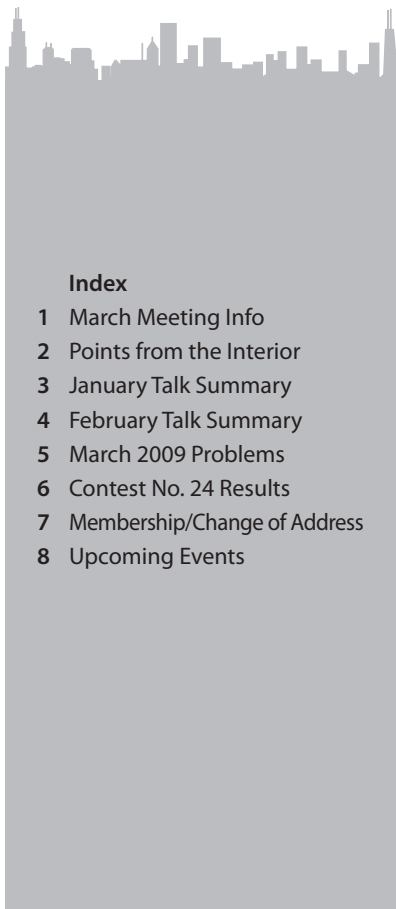 Index
1 March Meeting Info
2 Points from the Interior
3 January Talk Summary
4 February Talk Summary
5 March 2009 Problems
6 Contest No. 24 Results
7 Membership/Change of Address
8 Upcoming Events